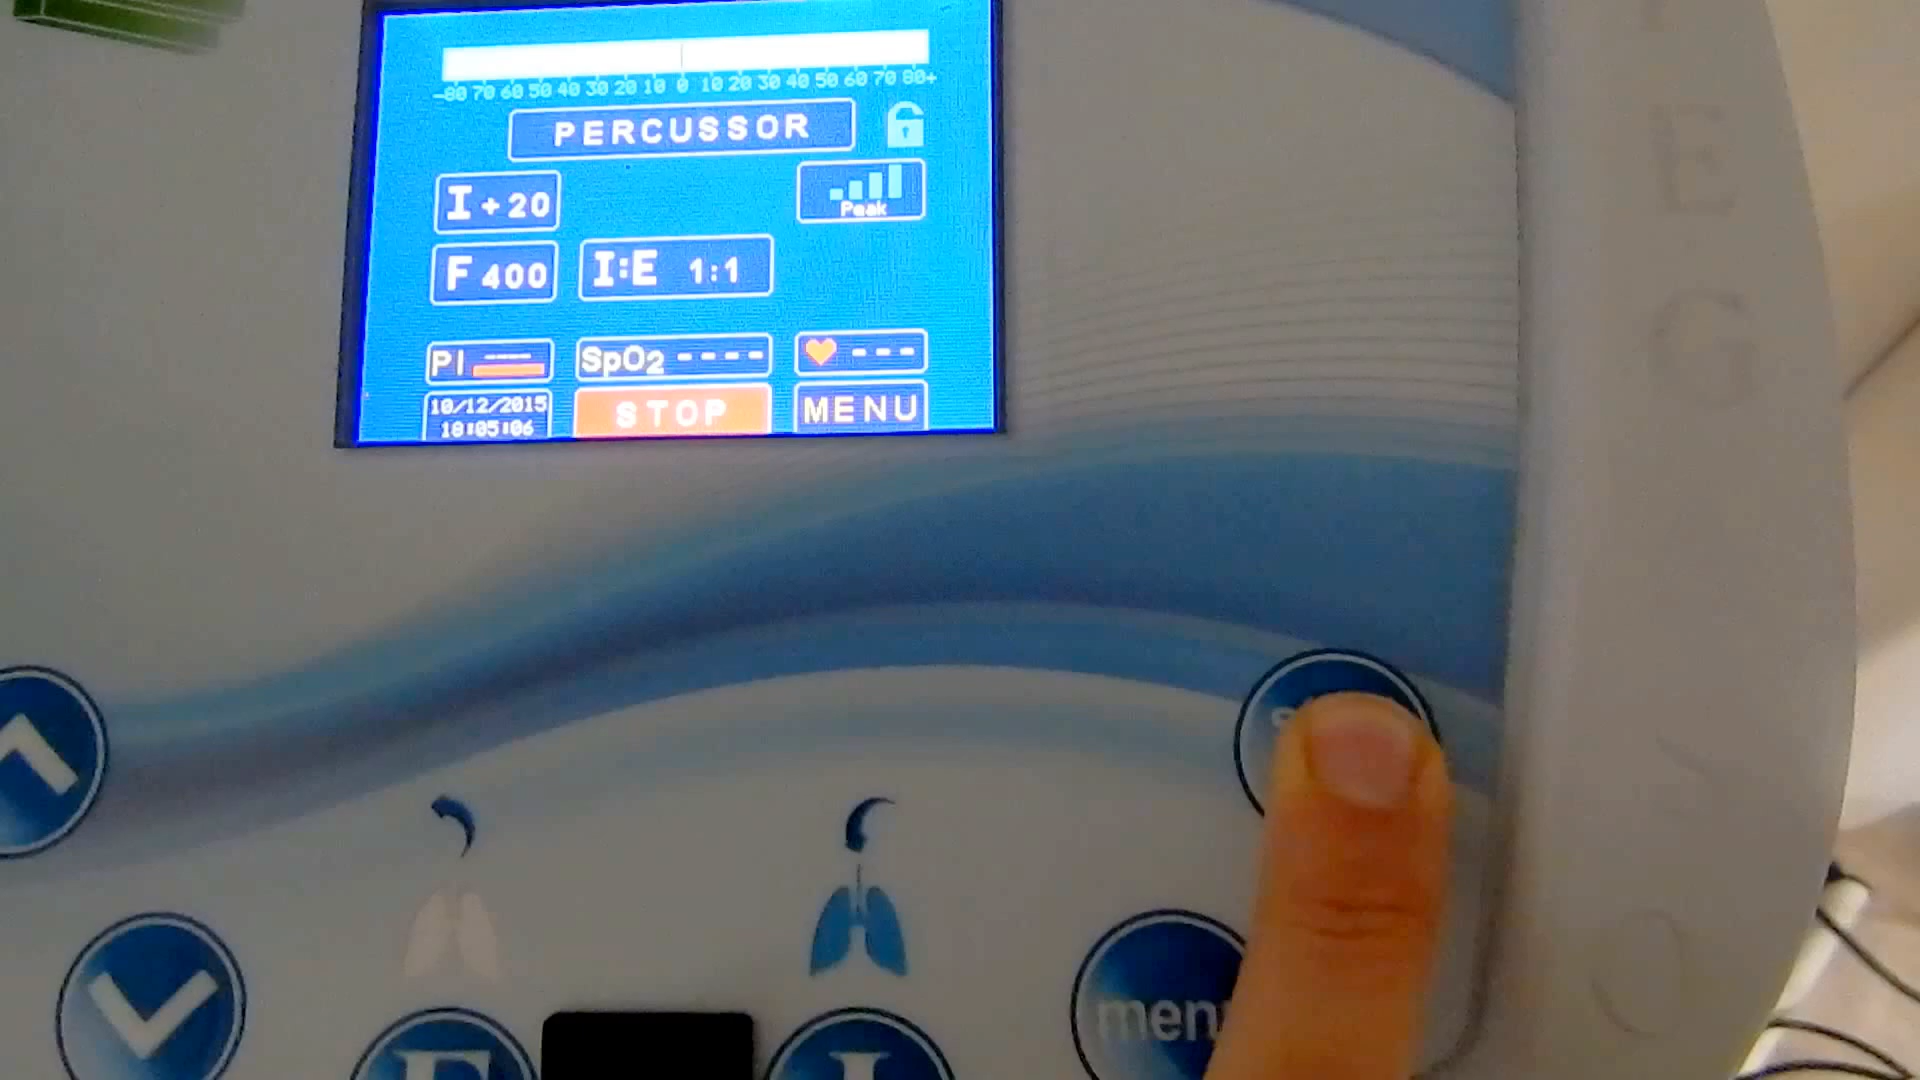 -80 70 60 50 40 30 20 10 0 10 20 30 40 50 60 70 80+
PERCUSSOR
I +20
Peak
F 400
I:E 1:1
PI ---
SpO2 ----
---
10/12/2015
18:05:06
STOP
MENU
E
I